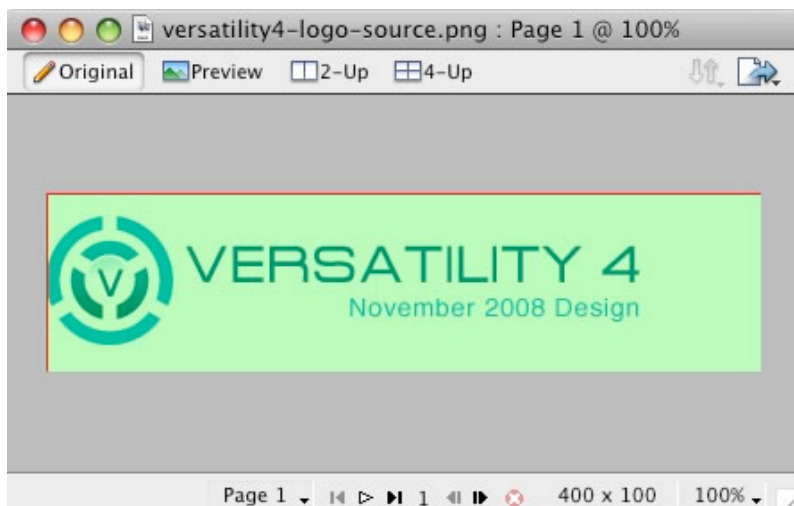 versatility4-logo-source.png : Page 1 @ 100%
Original Preview 2-Up 4-Up
V
VERSATILITY 4
November 2008 Design
Page 1 1 400 x 100 100%